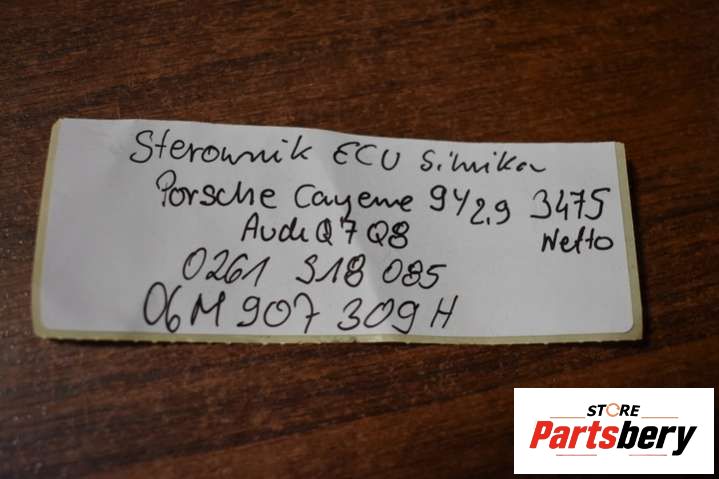 Sterownik ECU Silnika
Porsche Cayenne 9Y 2,9 3475
Audi Q7 Q8 Netto
0261 318 085
06M 907 309 H
STORE
Partsbery